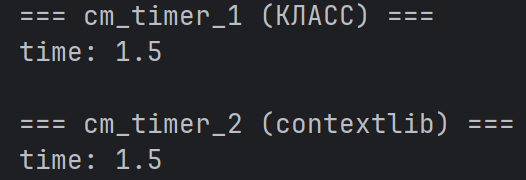 === cm_timer_1 (КЛАСС) ===
time: 1.5
=== cm_timer_2 (contextlib) ===
time: 1.5